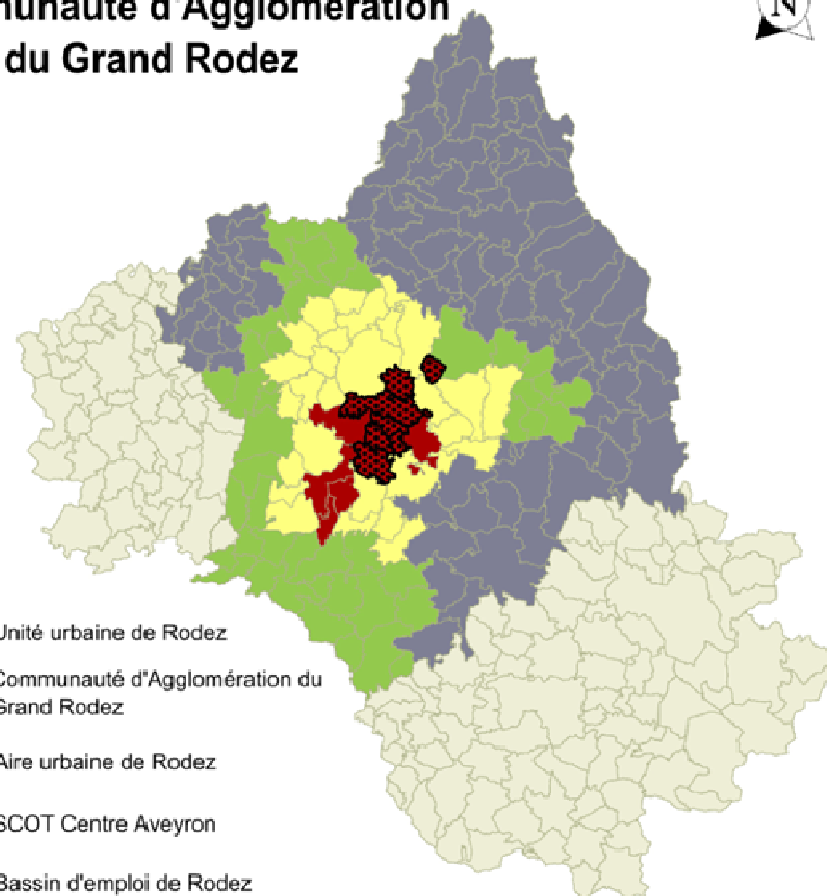 munauté d'Agglomération
du Grand Rodez
N
Unité urbaine de Rodez
Communauté d'Agglomération du
Grand Rodez
Aire urbaine de Rodez
SCOT Centre Aveyron
Bassin d'emploi de Rodez